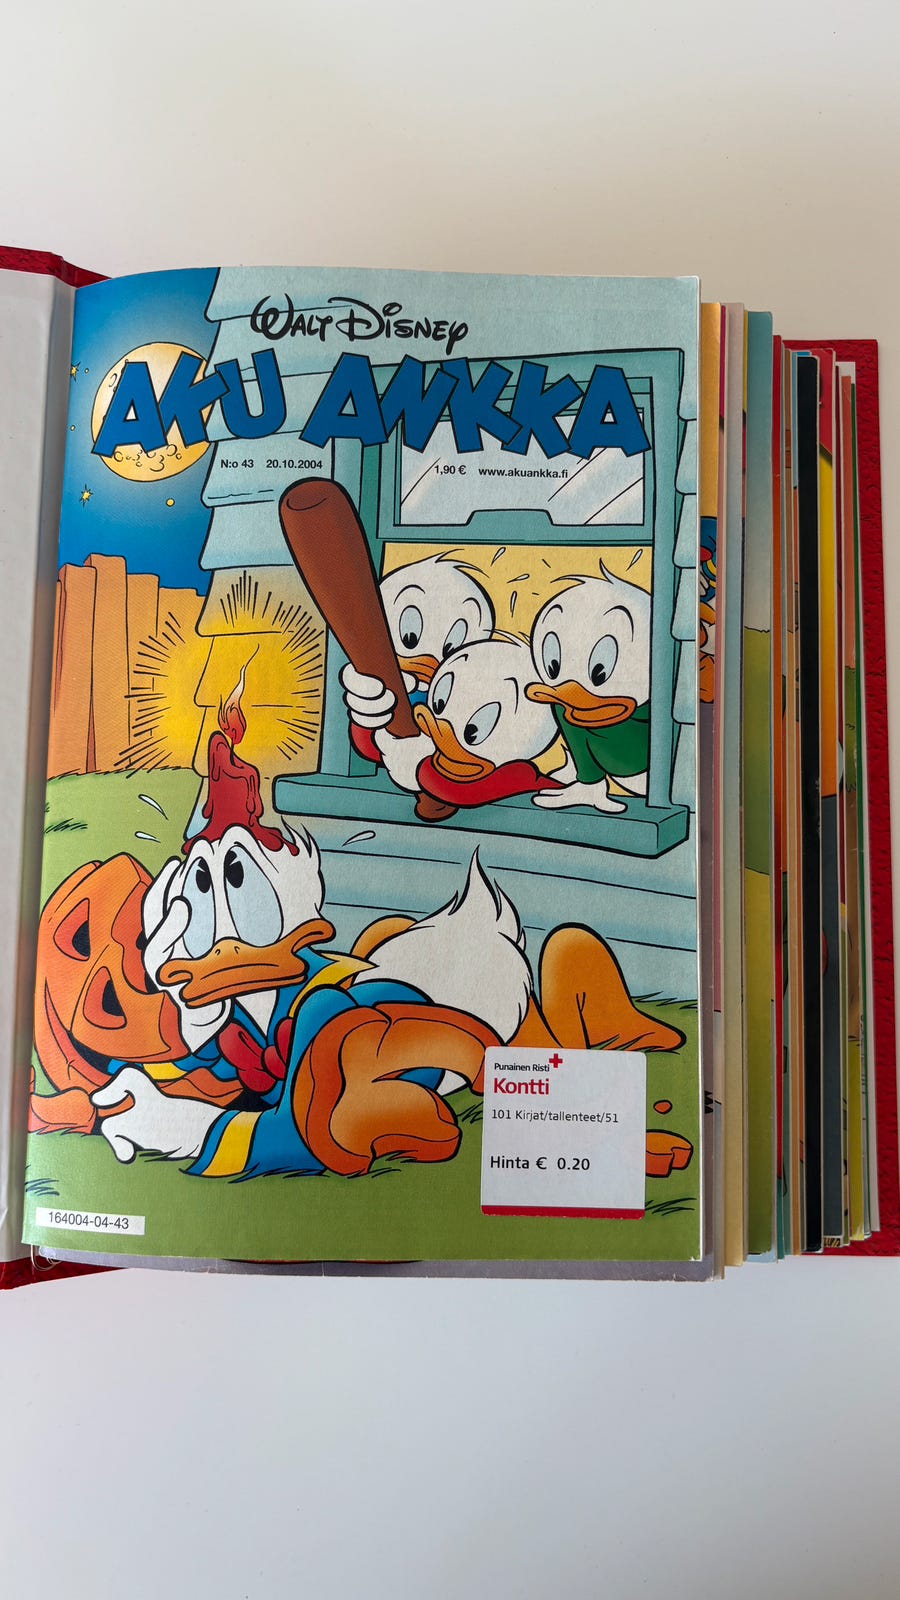 WALT DISNEY
AKU ANKKA
N:o 43 20.10.2004
1,90 € www.akuankka.fi
Punainen Risti
Kontti
101 Kirjat/tallenteet/51
Hinta € 0.20
164004-04-43